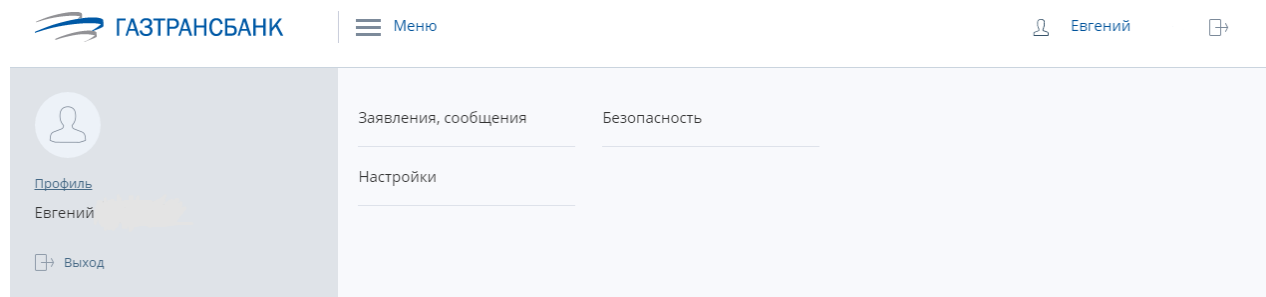 ГАЗТРАНСБАНК Меню Евгений
Заявления, сообщения Безопасность
Профиль
Настройки
Евгений
Выход